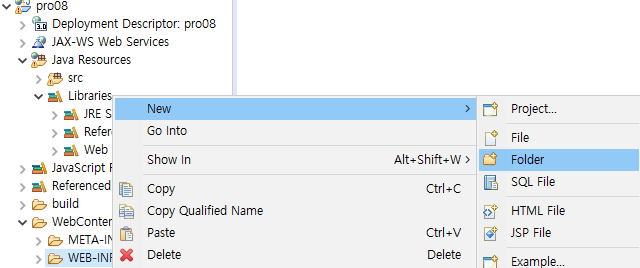 pro08
Deployment Descriptor: pro08
JAX-WS Web Services
Java Resources
src
Libraries
JRE S
Refere
Web
JavaScript R
Referenced
build
WebConten
META-IN
WEB-INF
New
Go Into
Show In Alt+Shift+W
Copy Ctrl+C
Copy Qualified Name
Paste Ctrl+V
Delete Delete
Project...
File
Folder
SQL File
HTML File
JSP File
Example...